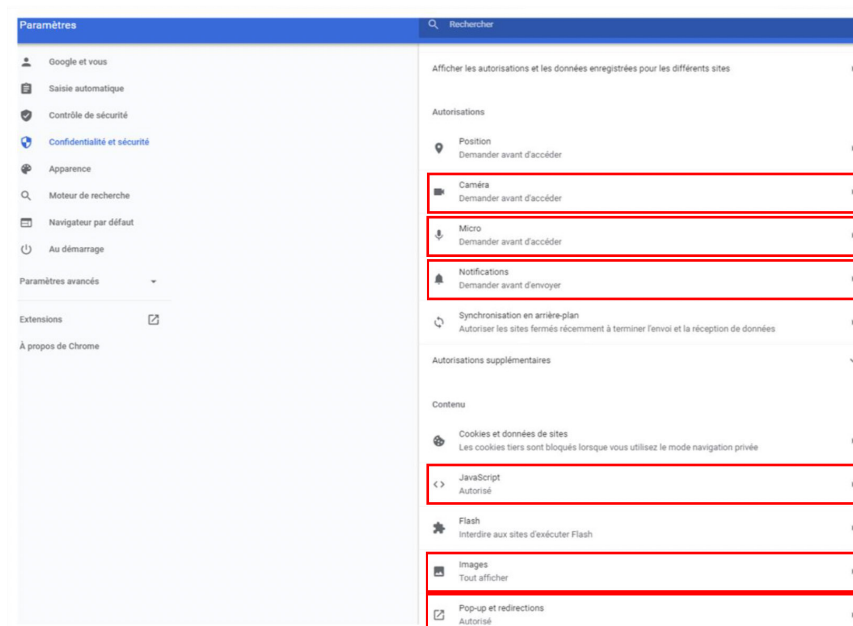 Paramètres
Rechercher
Google et vous
Saisie automatique
Contrôle de sécurité
Confidentialité et sécurité
Apparence
Moteur de recherche
Navigateur par défaut
Au démarrage
Paramètres avancés
Extensions
À propos de Chrome
Afficher les autorisations et les données enregistrées pour les différents sites
Autorisations
Position
Demander avant d'accéder
Caméra
Demander avant d'accéder
Micro
Demander avant d'accéder
Notifications
Demander avant d'envoyer
Synchronisation en arrière-plan
Autoriser les sites fermés récemment à terminer l'envoi et la réception de données
Autorisations supplémentaires
Contenu
Cookies et données de sites
Les cookies tiers sont bloqués lorsque vous utilisez le mode navigation privée
JavaScript
Autorisé
Flash
Interdire aux sites d'exécuter Flash
Images
Tout afficher
Pop-up et redirections
Autorisé